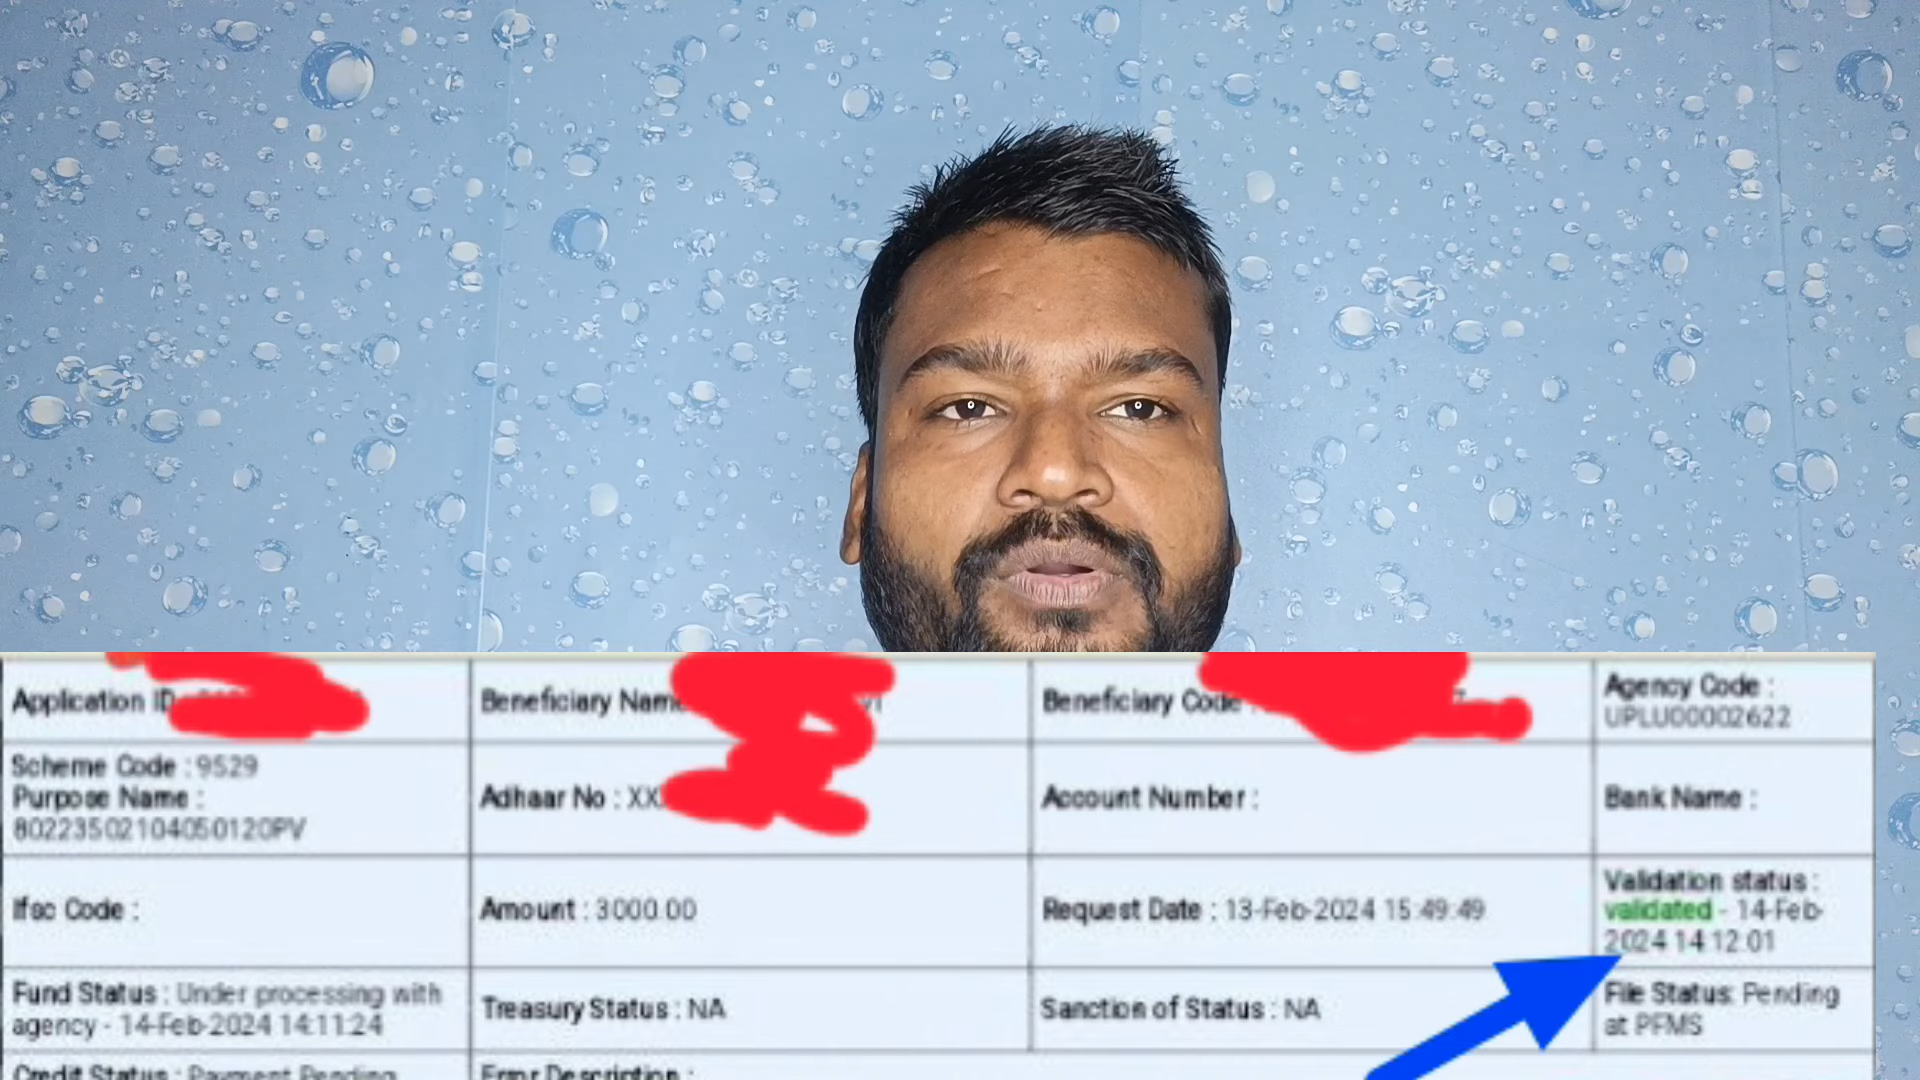 Application ID
Beneficiary Name
Beneficiary Code :
Agency Code :
UPLU00002622
Scheme Code : 9529
Purpose Name :
80223502104050120PV
Adhaar No : XX
Account Number :
Bank Name :
Ifsc Code :
Amount : 3000.00
Request Date : 13-Feb-2024 15:49:49
Validation status :
validated - 14-Feb-
2024 14:12:01
Fund Status : Under processing with
agency - 14-Feb-2024 14:11:24
Treasury Status : NA
Sanction of Status : NA
File Status: Pending
at PFMS
Credit Status : Payment Pending
Error Description :